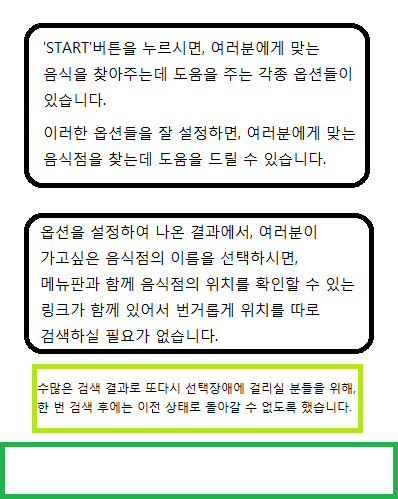 'START'버튼을 누르시면, 여러분에게 맞는
음식을 찾아주는데 도움을 주는 각종 옵션들이
있습니다.
이러한 옵션들을 잘 설정하면, 여러분에게 맞는
음식점을 찾는데 도움을 드릴 수 있습니다.
옵션을 설정하여 나온 결과에서, 여러분이
가고싶은 음식점의 이름을 선택하시면,
메뉴판과 함께 음식점의 위치를 확인할 수 있는
링크가 함께 있어서 번거롭게 위치를 따로
검색하실 필요가 없습니다.
수많은 검색 결과로 또다시 선택장애에 걸리실 분들을 위해,
한 번 검색 후에는 이전 상태로 돌아갈 수 없도록 했습니다.